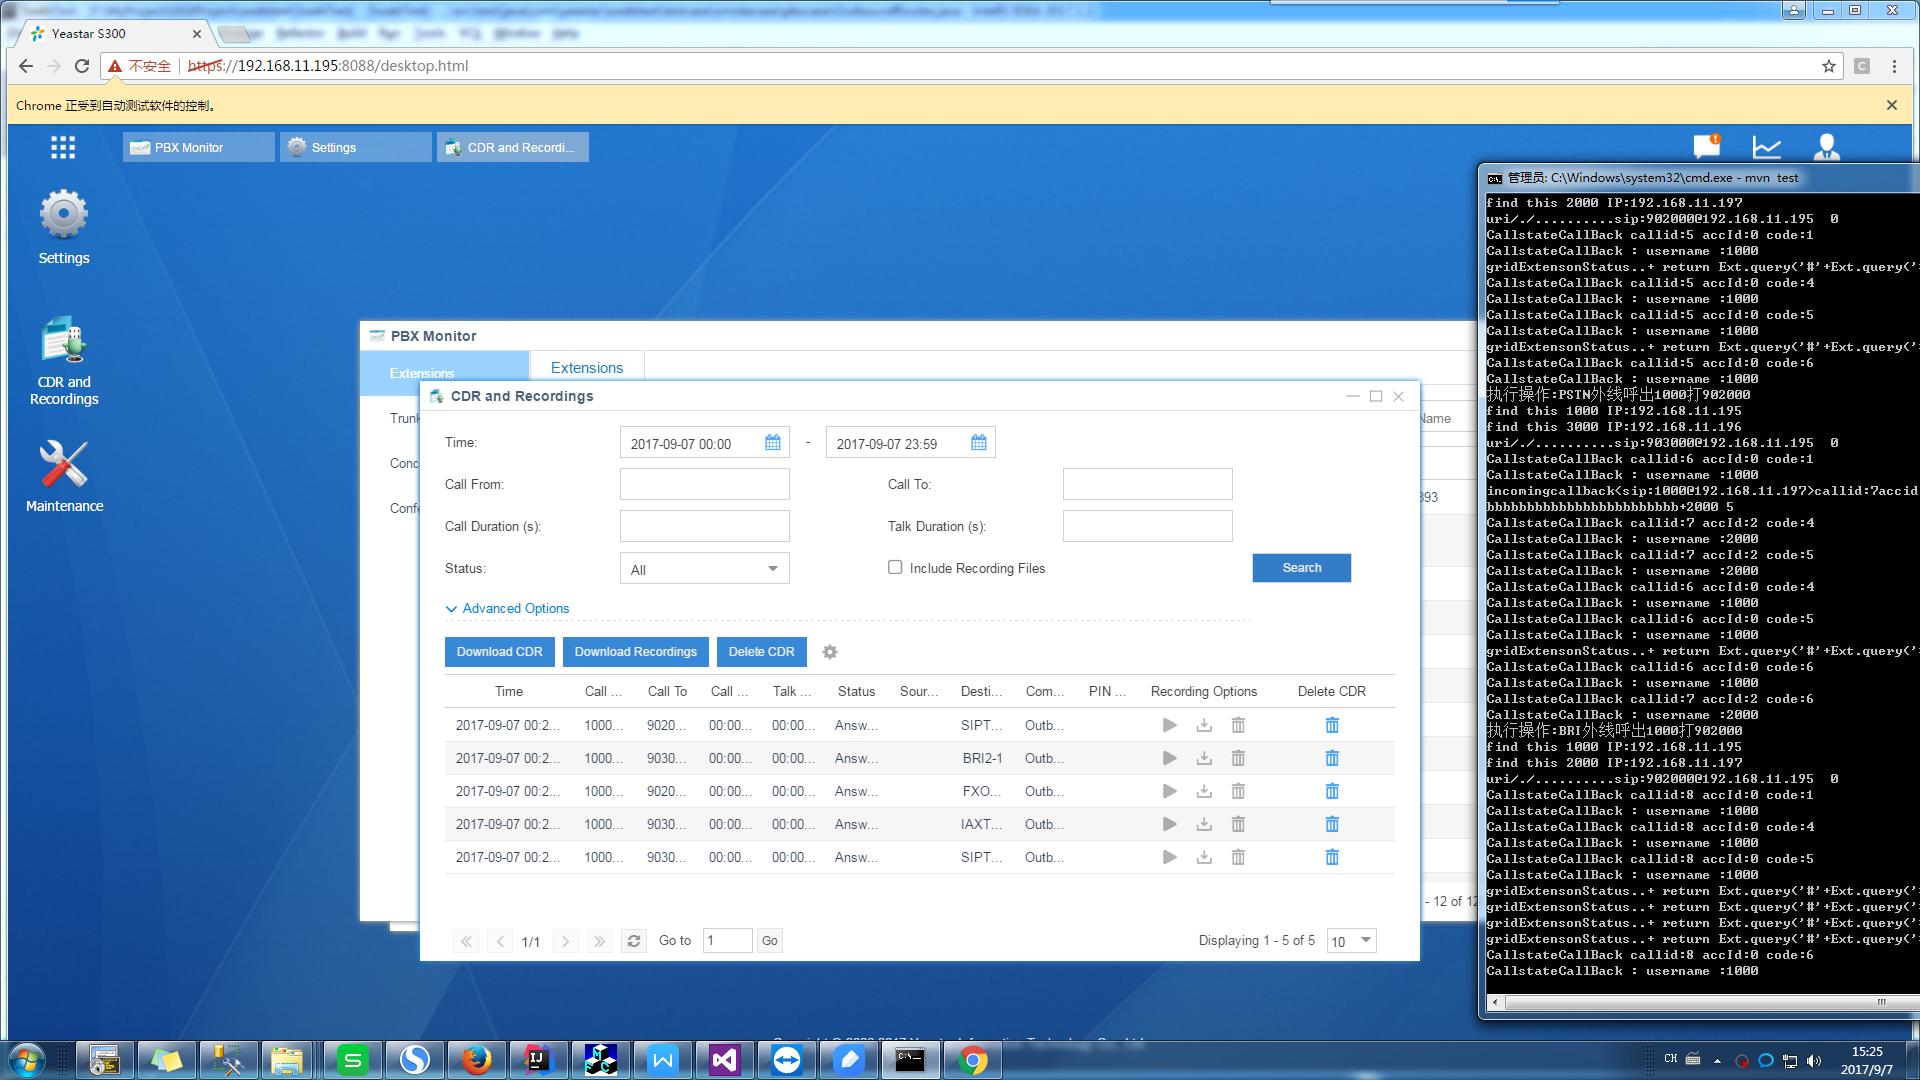 Yeastar S300
不安全 https://192.168.11.195:8088/desktop.html
Chrome 正受到自动测试软件的控制。
PBX Monitor
Settings
CDR and Recordi...
Settings
CDR and Recordings
Maintenance
PBX Monitor
Extensions
Extensions
Trunk
Conc
Confe
Name
393
- 12 of 12
CDR and Recordings
Time: 2017-09-07 00:00 - 2017-09-07 23:59
Call From: Call To:
Call Duration (s): Talk Duration (s):
Status: All Include Recording Files Search
Advanced Options
Download CDR Download Recordings Delete CDR
Time Call ... Call To Call ... Talk ... Status Sour... Desti... Com... PIN ... Recording Options Delete CDR
2017-09-07 00:2... 1000... 9020... 00:00... 00:00... Answ... SIPT... Outb...
2017-09-07 00:2... 1000... 9030... 00:00... 00:00... Answ... BRI2-1 Outb...
2017-09-07 00:2... 1000... 9020... 00:00... 00:00... Answ... FXO... Outb...
2017-09-07 00:2... 1000... 9030... 00:00... 00:00... Answ... IAXT... Outb...
2017-09-07 00:2... 1000... 9030... 00:00... 00:00... Answ... SIPT... Outb...
1/1 Go to 1 Go Displaying 1 - 5 of 5 10
管理员: C:\Windows\system32\cmd.exe - mvn test
find this 2000 IP:192.168.11.197
uri/./..........sip:902000@192.168.11.195 0
CallstateCallBack callid:5 accId:0 code:1
CallstateCallBack : username :1000
gridExtensonStatus..+ return Ext.query('#'+Ext.query('
CallstateCallBack callid:5 accId:0 code:4
CallstateCallBack : username :1000
CallstateCallBack callid:5 accId:0 code:5
CallstateCallBack : username :1000
gridExtensonStatus..+ return Ext.query('#'+Ext.query('
CallstateCallBack callid:5 accId:0 code:6
CallstateCallBack : username :1000
执行操作:PSTN外线呼出1000打902000
find this 1000 IP:192.168.11.195
find this 3000 IP:192.168.11.196
uri/./..........sip:903000@192.168.11.195 0
CallstateCallBack callid:6 accId:0 code:1
CallstateCallBack : username :1000
incomingcallback<sip:1000@192.168.11.197>callid:7accid
bbbbbbbbbbbbbbbbbbbbbbbbb+2000 5
CallstateCallBack callid:7 accId:2 code:4
CallstateCallBack : username :2000
CallstateCallBack callid:7 accId:2 code:5
CallstateCallBack : username :2000
CallstateCallBack callid:6 accId:0 code:4
CallstateCallBack : username :1000
CallstateCallBack callid:6 accId:0 code:5
CallstateCallBack : username :1000
gridExtensonStatus..+ return Ext.query('#'+Ext.query('
CallstateCallBack callid:6 accId:0 code:6
CallstateCallBack : username :1000
CallstateCallBack callid:7 accId:2 code:6
CallstateCallBack : username :2000
执行操作:BRI外线呼出1000打902000
find this 1000 IP:192.168.11.195
find this 2000 IP:192.168.11.197
uri/./..........sip:902000@192.168.11.195 0
CallstateCallBack callid:8 accId:0 code:1
CallstateCallBack : username :1000
CallstateCallBack callid:8 accId:0 code:4
CallstateCallBack : username :1000
CallstateCallBack callid:8 accId:0 code:5
CallstateCallBack : username :1000
gridExtensonStatus..+ return Ext.query('#'+Ext.query('
gridExtensonStatus..+ return Ext.query('#'+Ext.query('
gridExtensonStatus..+ return Ext.query('#'+Ext.query('
gridExtensonStatus..+ return Ext.query('#'+Ext.query('
CallstateCallBack callid:8 accId:0 code:6
CallstateCallBack : username :1000
CH
15:25
2017/9/7